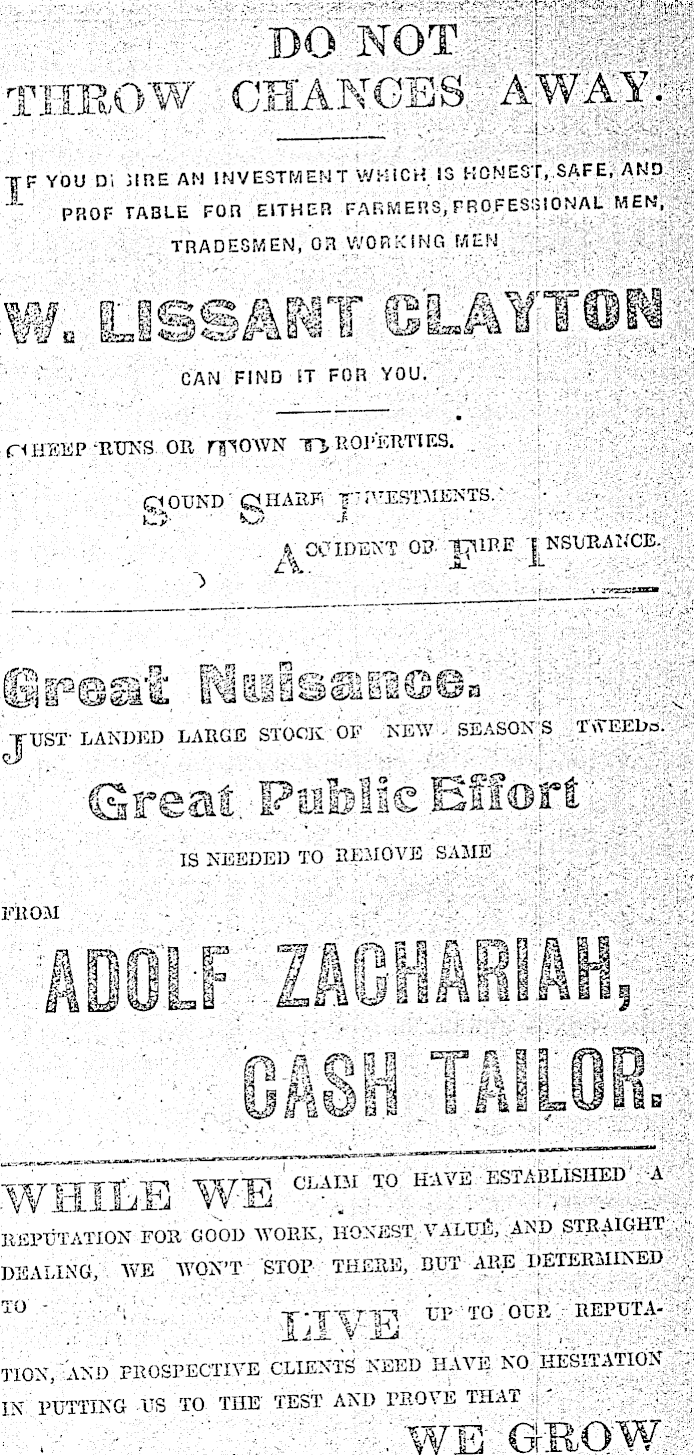 DO NOT
THROW CHANCES AWAY.
IF YOU DESIRE AN INVESTMENT WHICH IS HONEST, SAFE, AND
PROFITABLE FOR EITHER FARMERS, PROFESSIONAL MEN,
TRADESMEN, OR WORKING MEN
W. LISSANT CLAYTON
CAN FIND IT FOR YOU.
SHEEP RUNS OR TOWN PROPERTIES.
SOUND SHARE INVESTMENTS.
ACCIDENT OR FIRE INSURANCE.
Great Nuisance.
JUST LANDED LARGE STOCK OF NEW SEASON'S TWEEDS.
Great Public Effort
IS NEEDED TO REMOVE SAME
FROM
ADOLF ZACHARIAH,
CASH TAILOR.
WHILE WE CLAIM TO HAVE ESTABLISHED A
REPUTATION FOR GOOD WORK, HONEST VALUE, AND STRAIGHT
DEALING, WE WON'T STOP THERE, BUT ARE DETERMINED
TO LIVE UP TO OUR REPUTA-
TION, AND PROSPECTIVE CLIENTS NEED HAVE NO HESITATION
IN PUTTING US TO THE TEST AND PROVE THAT
WE GROW